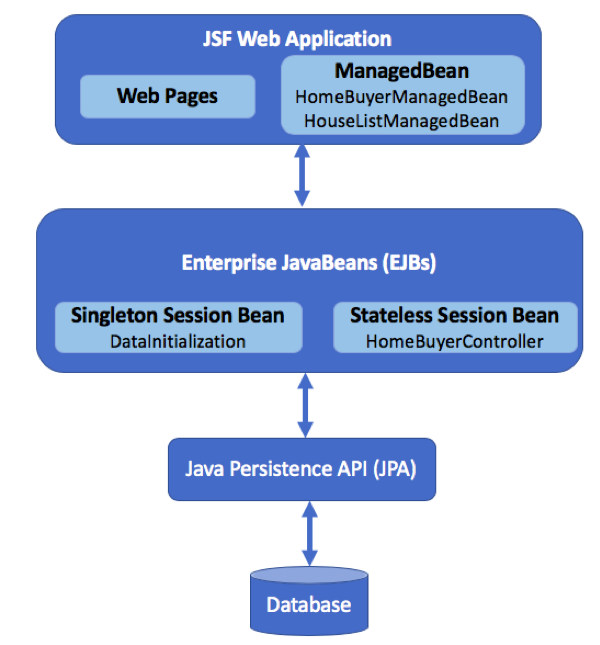 JSF Web Application
Web Pages
ManagedBean
HomeBuyerManagedBean
HouseListManagedBean
Enterprise JavaBeans (EJBs)
Singleton Session Bean
DataInitialization
Stateless Session Bean
HomeBuyerController
Java Persistence API (JPA)
Database